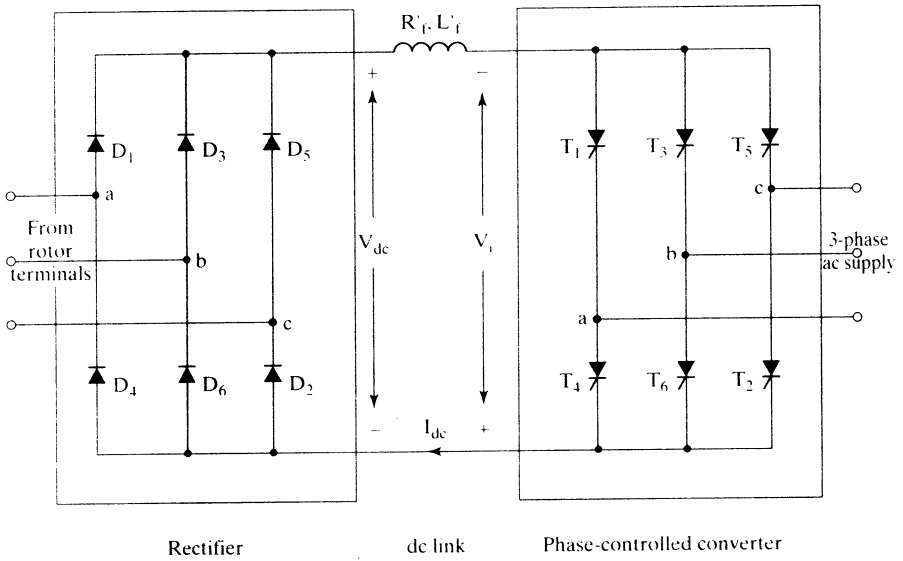 R'f, L'f
+
−
D1
D3
D5
T1
T3
T5
a
c
From
rotor
terminals
b
Vdc
Vi
b
3-phase
ac supply
c
a
D4
D6
D2
T4
T6
T2
−
Idc
+
Rectifier
dc link
Phase-controlled converter